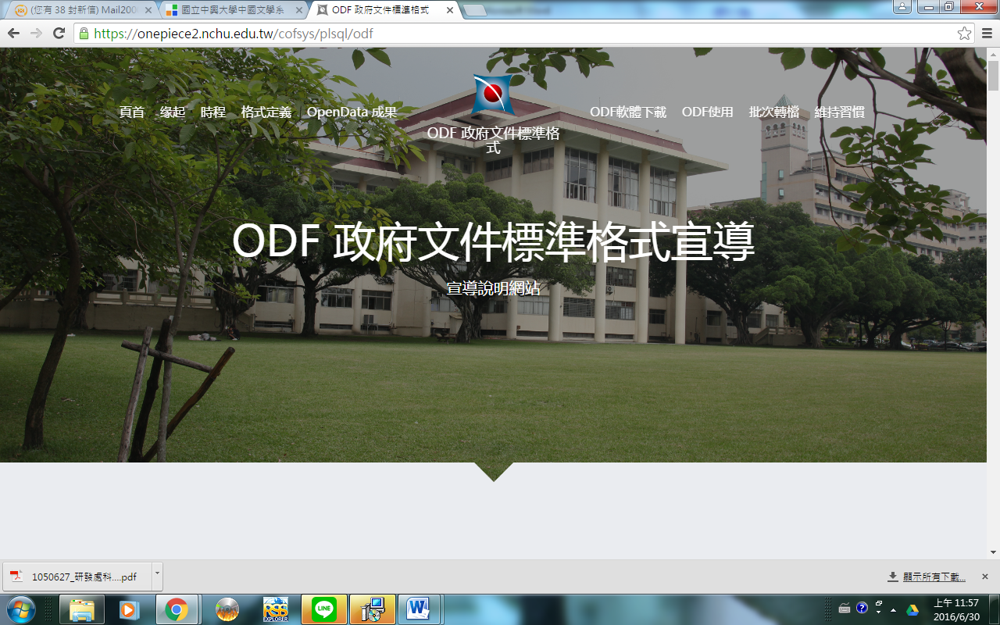 (您有 38 封新信) Mail200
國立中興大學中國文學系
ODF 政府文件標準格式
https://onepiece2.nchu.edu.tw/cofsys/plsql/odf
頁首 緣起 時程 格式定義 OpenData 成果
ODF 政府文件標準格
式
ODF軟體下載 ODF使用 批次轉檔 維持習慣
ODF 政府文件標準格式宣導
宣導說明網站
1050627_研發處科....pdf
顯示所有下載...
RSS
EXPLORER
LINE
W
上午 11:57
2016/6/30